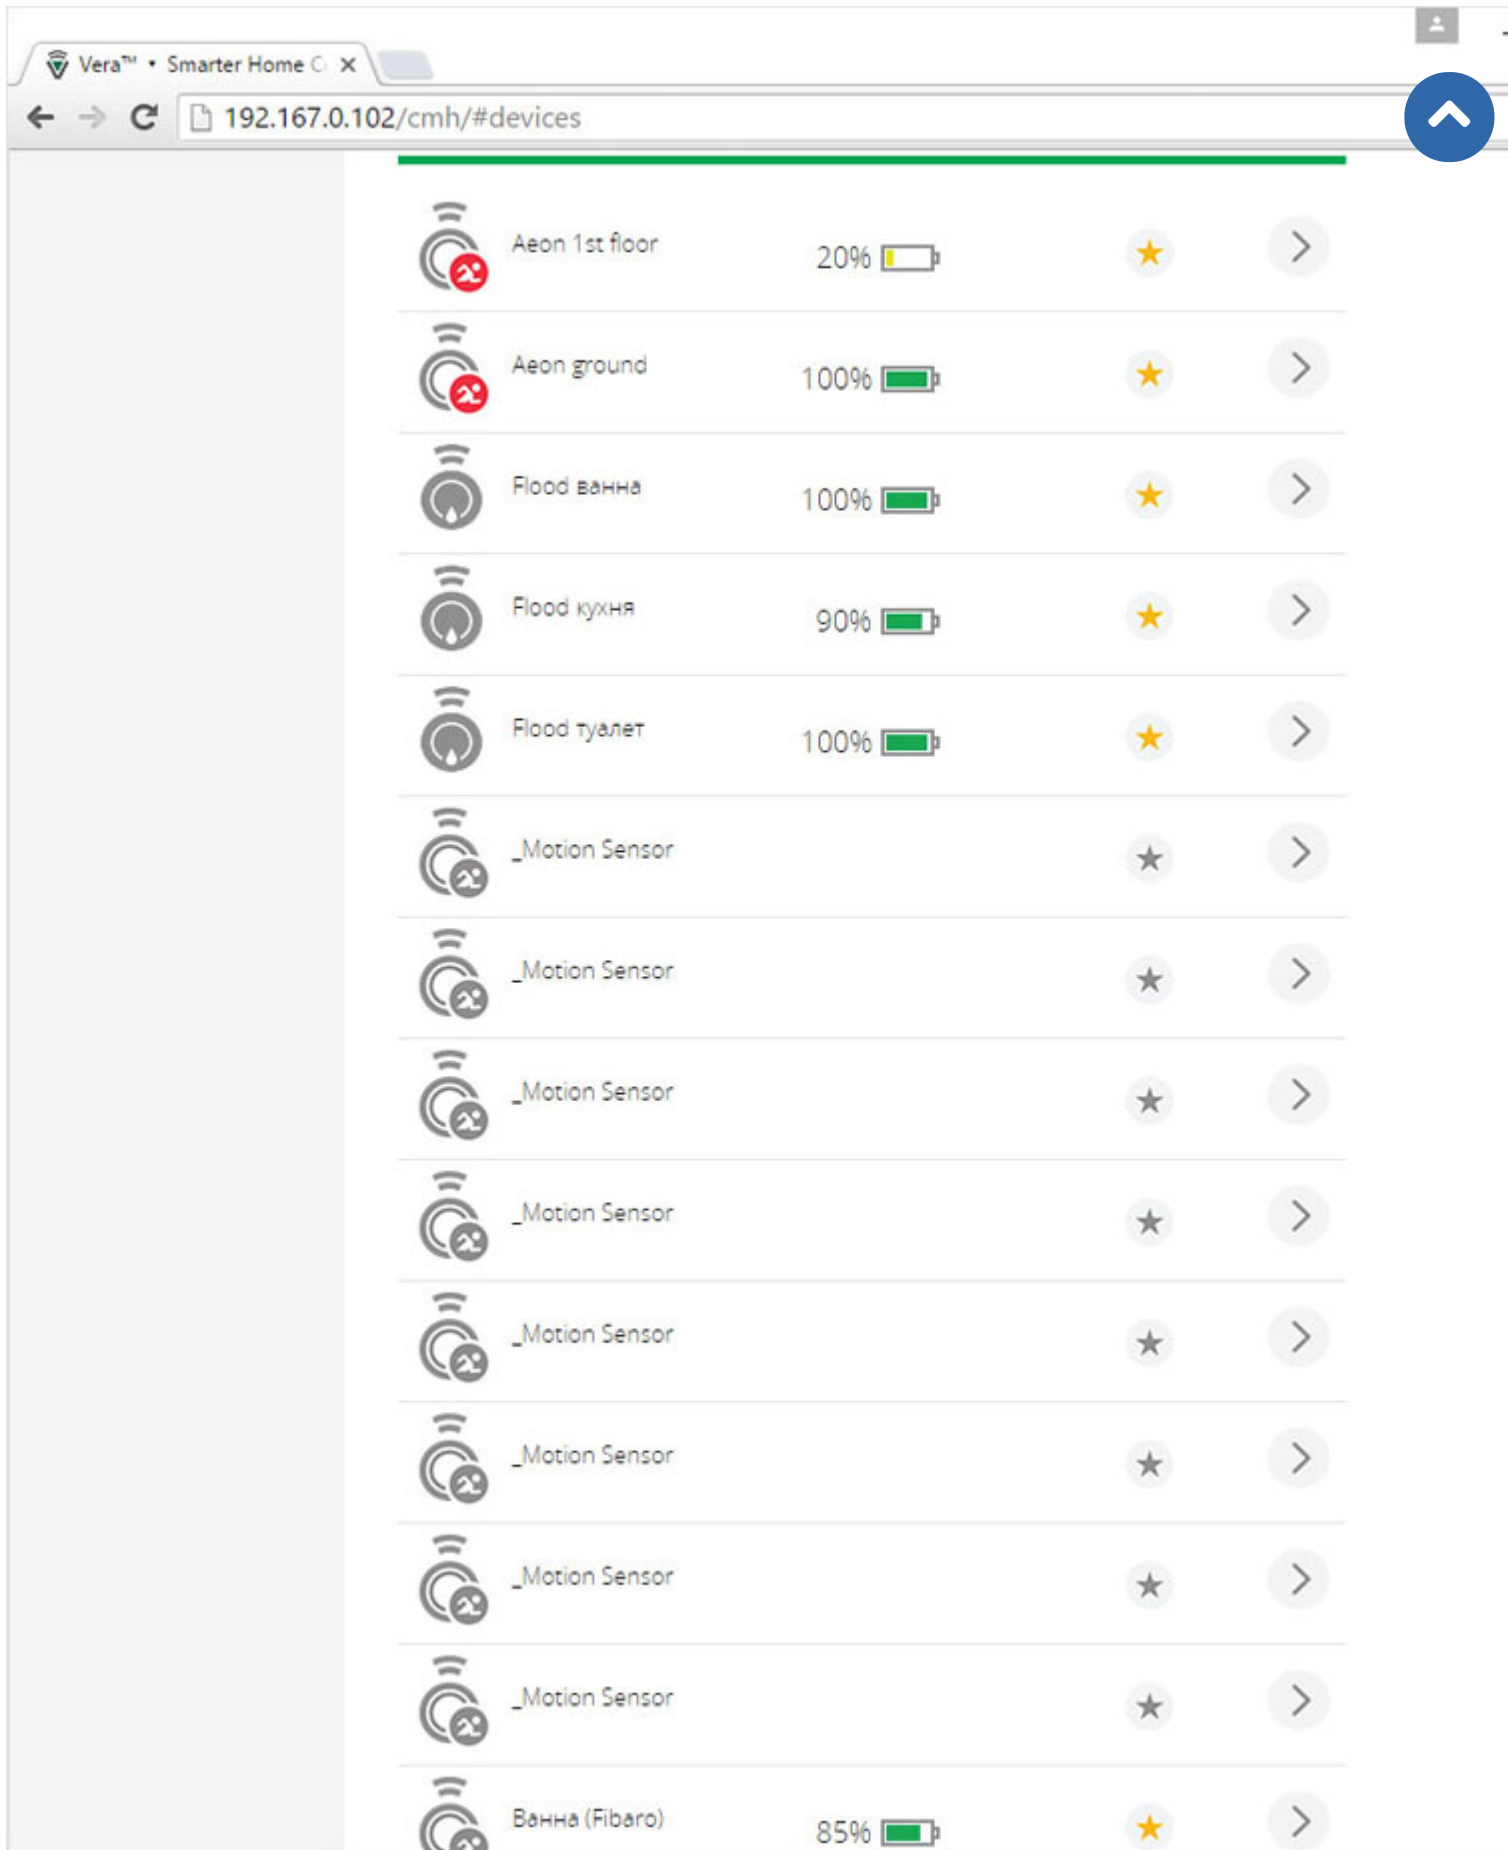 Vera™ • Smarter Home C
192.167.0.102/cmh/#devices
Aeon 1st floor
20%
Aeon ground
100%
Flood ванна
100%
Flood кухня
90%
Flood туалет
100%
_Motion Sensor
_Motion Sensor
_Motion Sensor
_Motion Sensor
_Motion Sensor
_Motion Sensor
_Motion Sensor
_Motion Sensor
Ванна (Fibaro)
85%